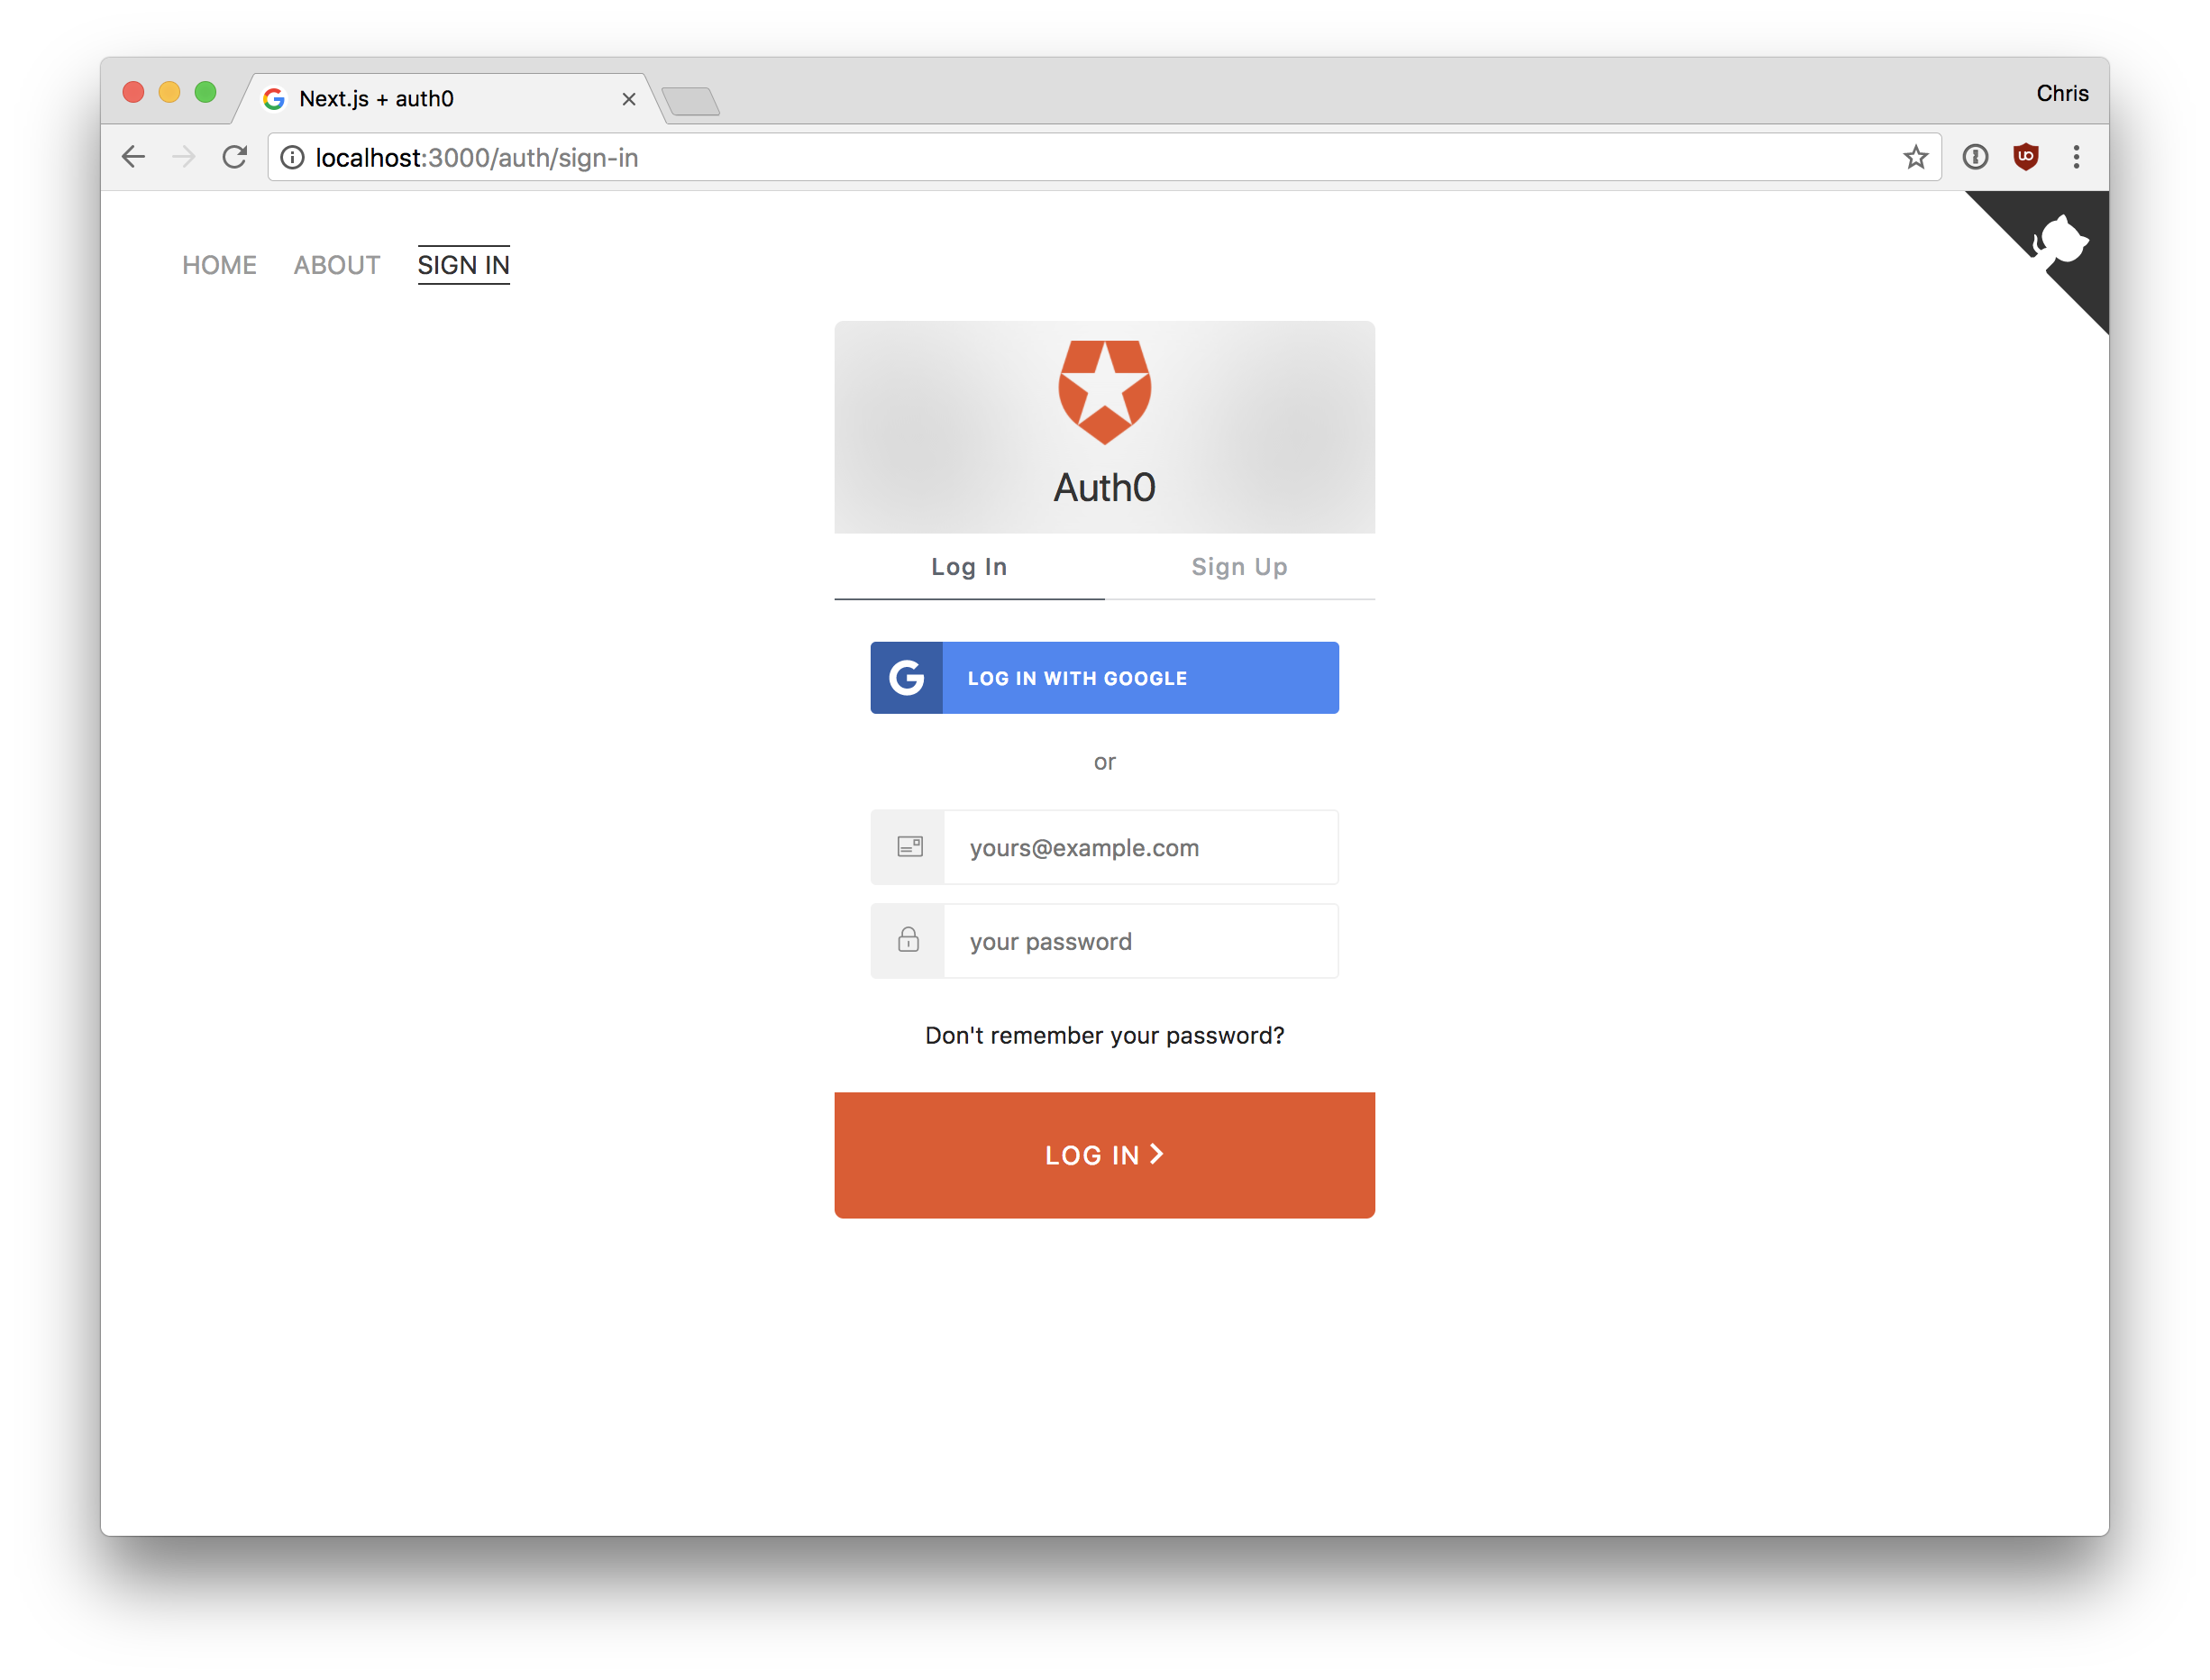 Next.js + auth0
Chris
localhost:3000/auth/sign-in
HOME ABOUT SIGN IN
Auth0
Log In Sign Up
LOG IN WITH GOOGLE
or
yours@example.com
your password
Don't remember your password?
LOG IN